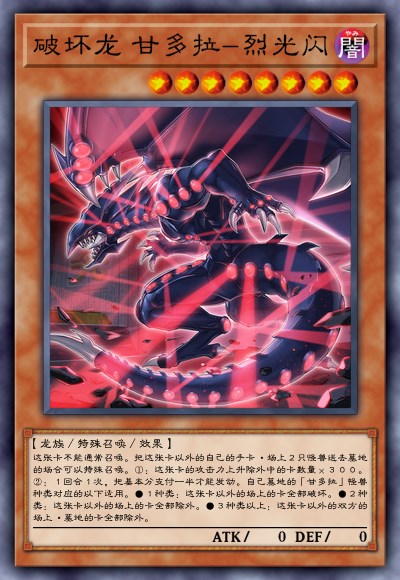 破坏龙 甘多拉-烈光闪
やみ
闇
【龙族/特殊召唤/效果】
这张卡不能通常召唤。把这张卡以外的自己的手卡·场上2只怪兽送去墓地
的场合可以特殊召唤。①:这张卡的攻击力上升除外中的卡数量×300。
②:1回合1次,把基本分支付一半才能发动。自己墓地的「甘多拉」怪兽
种类对应的以下适用。●1种类:这张卡以外的场上的卡全部破坏。●2种
类:这张卡以外的场上的卡全部除外。●3种类以上:这张卡以外的双方的
场上·墓地的卡全部除外。
ATK/ 0 DEF/ 0